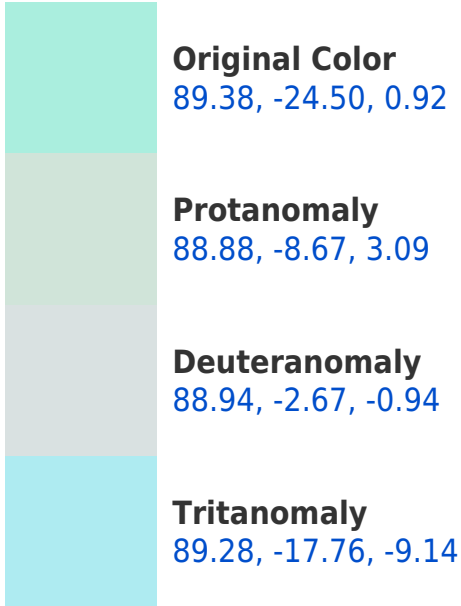 Original Color
89.38, -24.50, 0.92
Protanomaly
88.88, -8.67, 3.09
Deuteranomaly
88.94, -2.67, -0.94
Tritanomaly
89.28, -17.76, -9.14